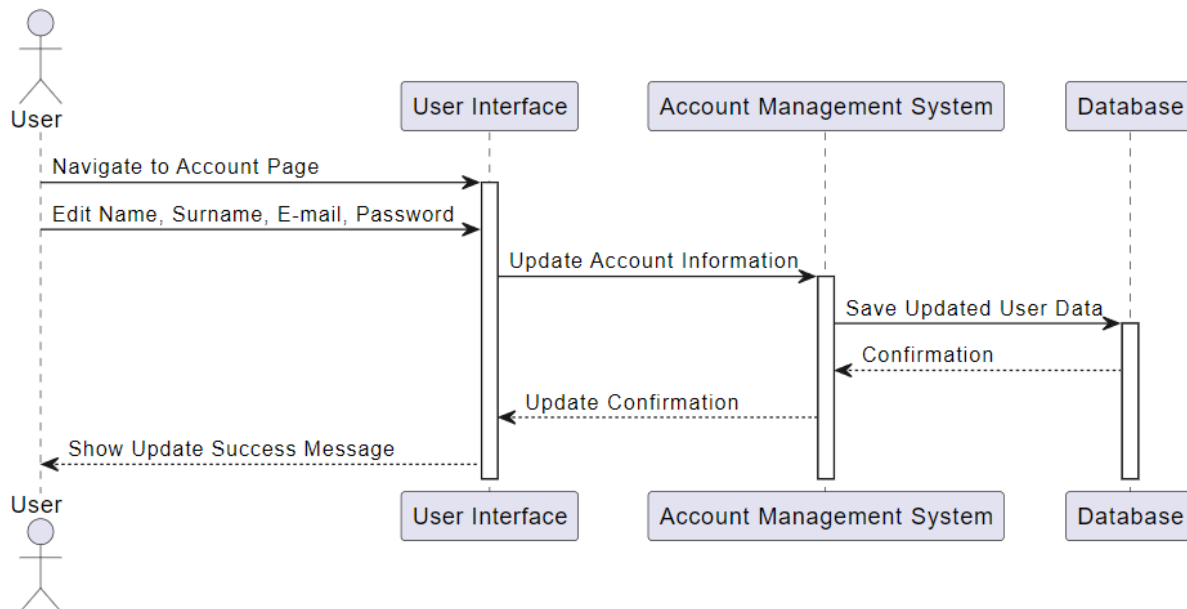 User
User Interface
Account Management System
Database
Navigate to Account Page
Edit Name, Surname, E-mail, Password
Update Account Information
Save Updated User Data
Confirmation
Update Confirmation
Show Update Success Message
User
User Interface
Account Management System
Database